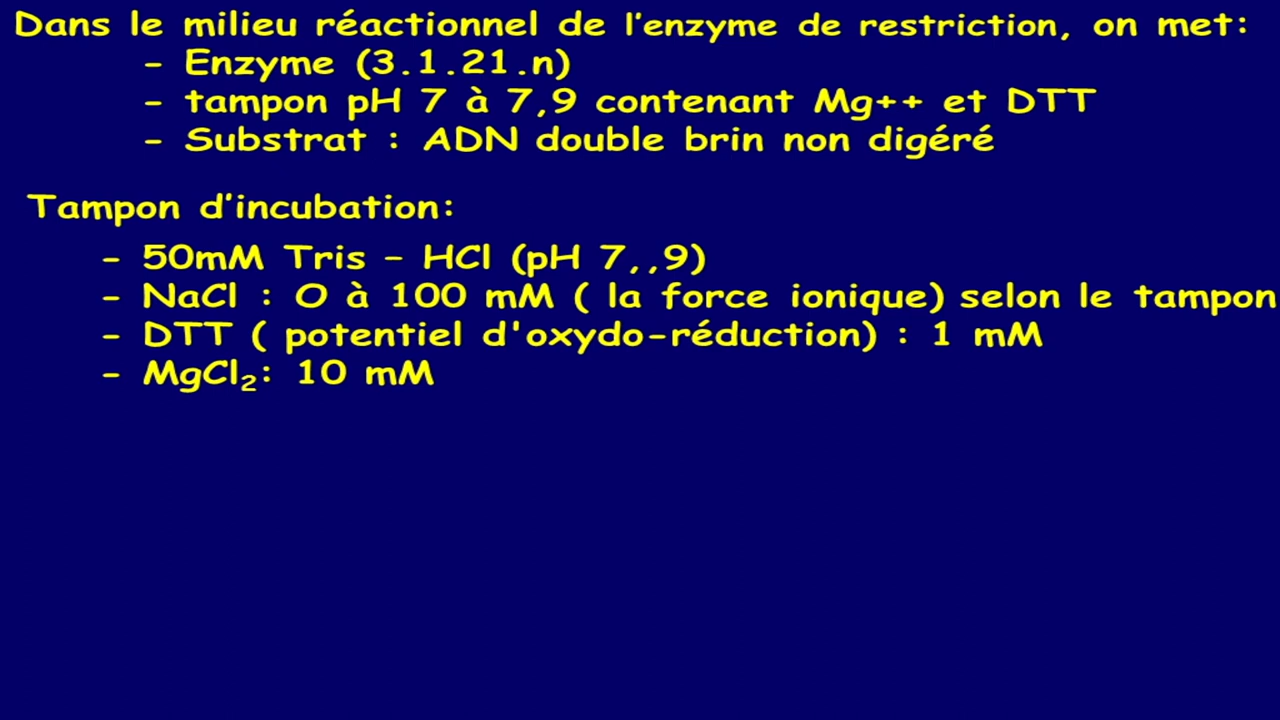 Dans le milieu réactionnel de l'enzyme de restriction, on met:
- Enzyme (3.1.21.n)
- tampon pH 7 à 7,9 contenant Mg++ et DTT
- Substrat : ADN double brin non digéré
Tampon d'incubation:
- 50mM Tris - HCl (pH 7,,9)
- NaCl : O à 100 mM ( la force ionique) selon le tampon
- DTT ( potentiel d'oxydo-réduction) : 1 mM
- MgCl₂: 10 mM